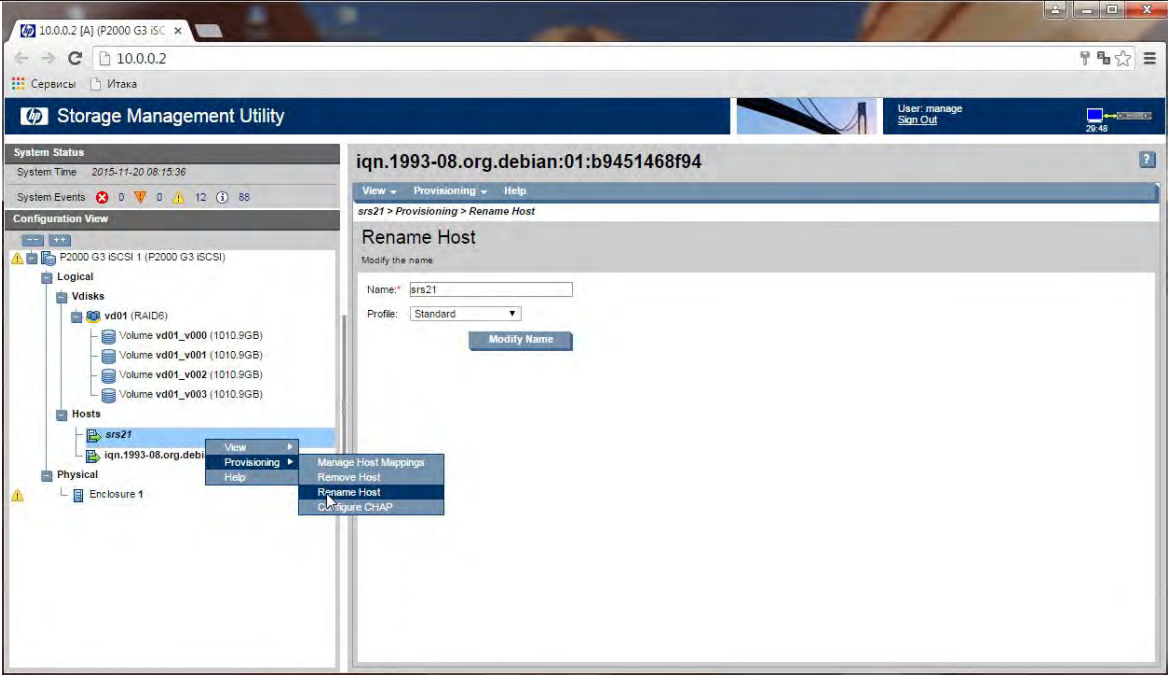 10.0.0.2 [A] (P2000 G3 iSC
10.0.0.2
Сервисы Итака
hp Storage Management Utility
User: manage
Sign Out
29:48
System Status
System Time 2015-11-20 08:15:36
System Events 0 0 12 88
Configuration View
-- ++
P2000 G3 iSCSI 1 (P2000 G3 iSCSI)
Logical
Vdisks
vd01 (RAID6)
Volume vd01_v000 (1010.9GB)
Volume vd01_v001 (1010.9GB)
Volume vd01_v002 (1010.9GB)
Volume vd01_v003 (1010.9GB)
Hosts
srs21
iqn.1993-08.org.debi
Physical
Enclosure 1
View
Provisioning
Help
Manage Host Mappings
Remove Host
Rename Host
Configure CHAP
iqn.1993-08.org.debian:01:b9451468f94
?
View Provisioning Help
srs21 > Provisioning > Rename Host
Rename Host
Modify the name
Name:* srs21
Profile: Standard
Modify Name